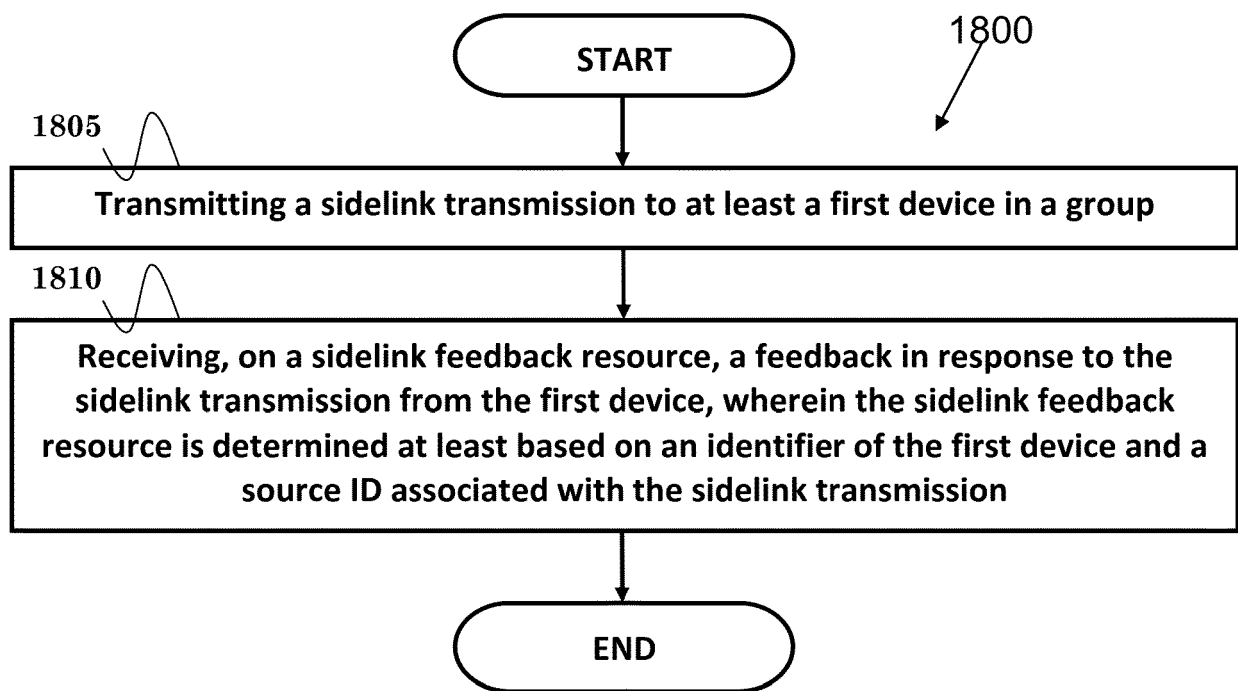 START
1800
1805
Transmitting a sidelink transmission to at least a first device in a group
1810
Receiving, on a sidelink feedback resource, a feedback in response to the
sidelink transmission from the first device, wherein the sidelink feedback
resource is determined at least based on an identifier of the first device and a
source ID associated with the sidelink transmission
END